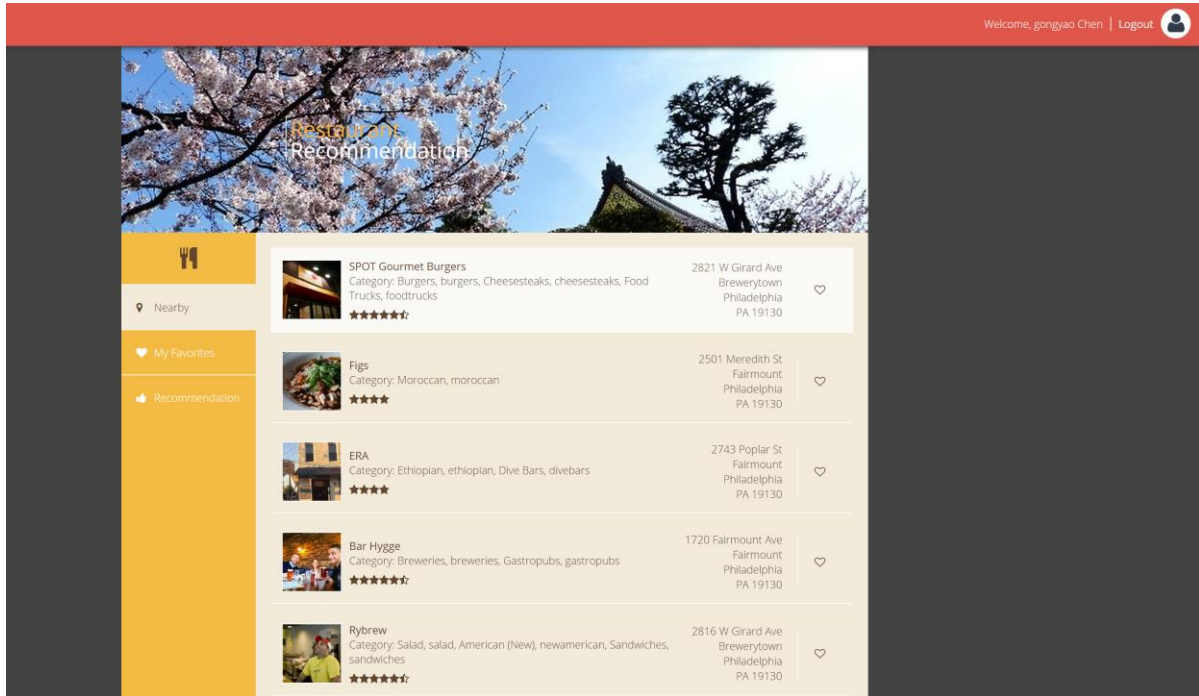 Welcome, gongyao Chen | Logout
Restaurant
Recommendation
Nearby
My Favorites
Recommendation
SPOT Gourmet Burgers
Category: Burgers, burgers, Cheesesteaks, cheesesteaks, Food
Trucks, foodtrucks
2821 W Girard Ave
Brewerytown
Philadelphia
PA 19130
Figs
Category: Moroccan, moroccan
2501 Meredith St
Fairmount
Philadelphia
PA 19130
ERA
Category: Ethiopian, ethiopian, Dive Bars, divebars
2743 Poplar St
Fairmount
Philadelphia
PA 19130
Bar Hygge
Category: Breweries, breweries, Gastropubs, gastropubs
1720 Fairmount Ave
Fairmount
Philadelphia
PA 19130
Rybrew
Category: Salad, salad, American (New), newamerican, Sandwiches,
sandwiches
2816 W Girard Ave
Brewerytown
Philadelphia
PA 19130